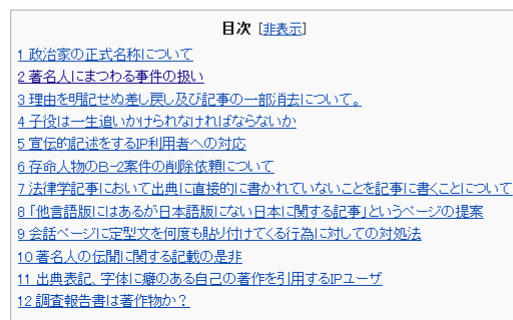 目次 [非表示]
1 政治家の正式名称について
2 著名人にまつわる事件の扱い
3 理由を明記せぬ差し戻し及び記事の一部消去について。
4 子役は一生追いかけられなければならないか
5 宣伝的記述をするIP利用者への対応
6 存命人物のB-2案件の削除依頼について
7 法律学記事において出典に直接的に書かれていないことを記事に書くことについて
8 「他言語版にはあるが日本語版にない日本に関する記事」というページの提案
9 会話ページに定型文を何度も貼り付けてくる行為に対しての対処法
10 著名人の伝聞に関する記載の是非
11 出典表記、字体に癖のある自己の著作を引用するIPユーザ
12 調査報告書は著作物か？